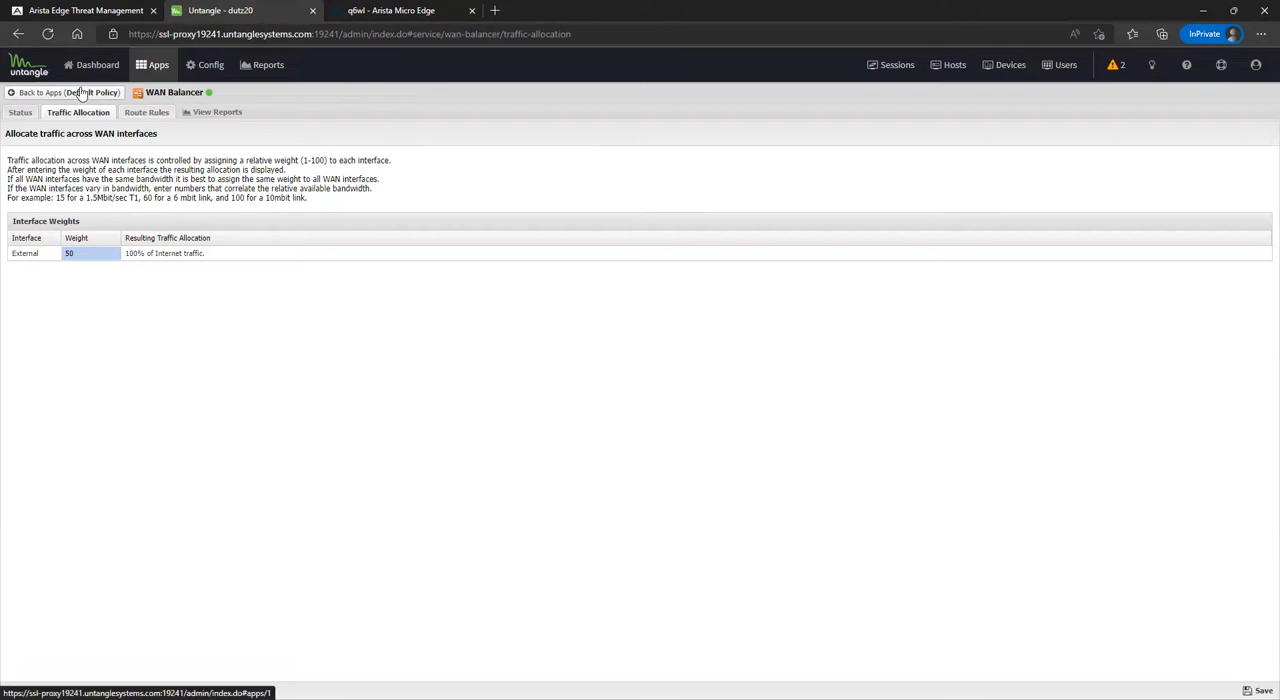 Arista Edge Threat Management
Untangle - dutz20
q6wl - Arista Micro Edge
https://ssl-proxy19241.untanglesystems.com:19241/admin/index.do#service/wan-balancer/traffic-allocation
InPrivate
untangle
Dashboard
Apps
Config
Reports
Sessions
Hosts
Devices
Users
2
Back to Apps (Default Policy)
WAN Balancer
Status
Traffic Allocation
Route Rules
View Reports
Allocate traffic across WAN interfaces
Traffic allocation across WAN interfaces is controlled by assigning a relative weight (1-100) to each interface.
After entering the weight of each interface the resulting allocation is displayed.
If all WAN interfaces have the same bandwidth it is best to assign the same weight to all WAN interfaces.
If the WAN interfaces vary in bandwidth, enter numbers that correlate the relative available bandwidth.
For example: 15 for a 1.5Mbit/sec T1, 60 for a 6 mbit link, and 100 for a 10mbit link.
Interface Weights
Interface Weight Resulting Traffic Allocation
External 50 100% of Internet traffic.
https://ssl-proxy19241.untanglesystems.com:19241/admin/index.do#apps/1
Save